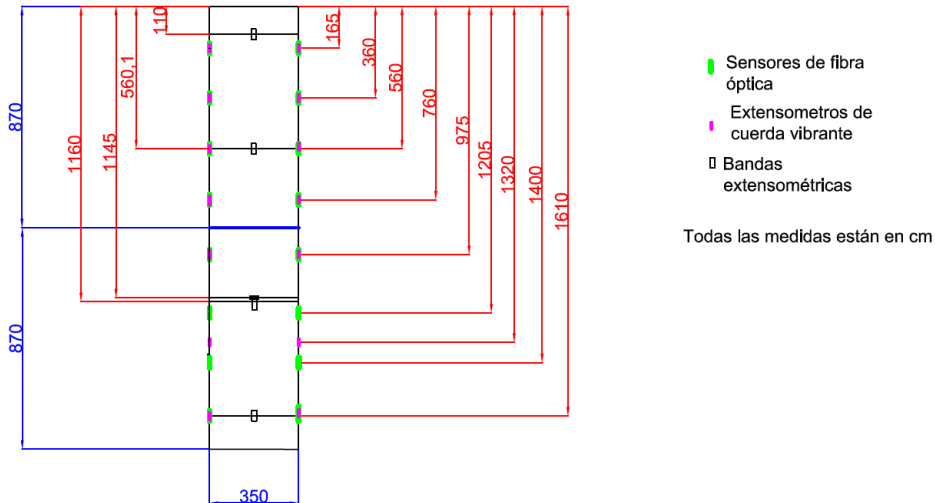 870
870
1160
1145
560,1
110
165
360
560
760
975
1205
1320
1400
1610
350
Sensores de fibra
óptica
Extensometros de
cuerda vibrante
Bandas
extensométricas
Todas las medidas están en cm